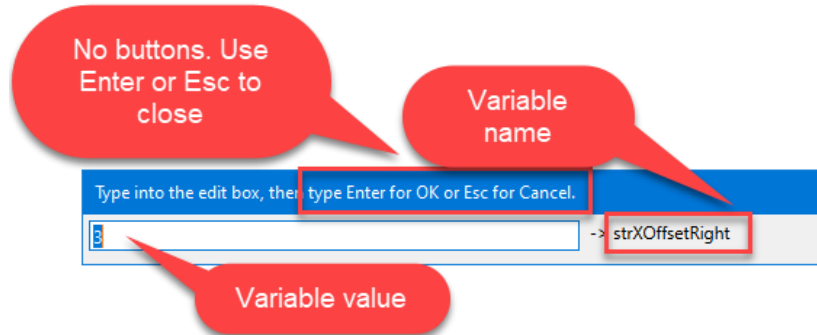 No buttons. Use
Enter or Esc to
close
Variable
name
Type into the edit box, then type Enter for OK or Esc for Cancel.
3
-> strXOffsetRight
Variable value